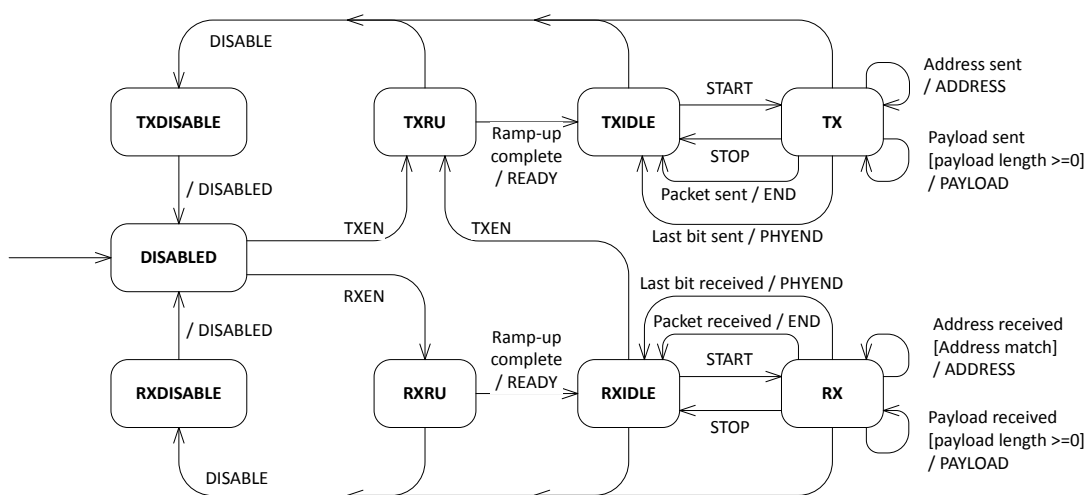 DISABLE
TXDISABLE
TXRU
TXIDLE
TX
START
STOP
Address sent
/ ADDRESS
Ramp-up
complete
/ READY
Payload sent
[payload length >=0]
/ PAYLOAD
Packet sent / END
/ DISABLED
TXEN
TXEN
Last bit sent / PHYEND
DISABLED
RXEN
Last bit received / PHYEND
Packet received / END
/ DISABLED
Ramp-up
complete
/ READY
START
Address received
[Address match]
/ ADDRESS
RXDISABLE
RXRU
RXIDLE
RX
STOP
Payload received
[payload length >=0]
/ PAYLOAD
DISABLE